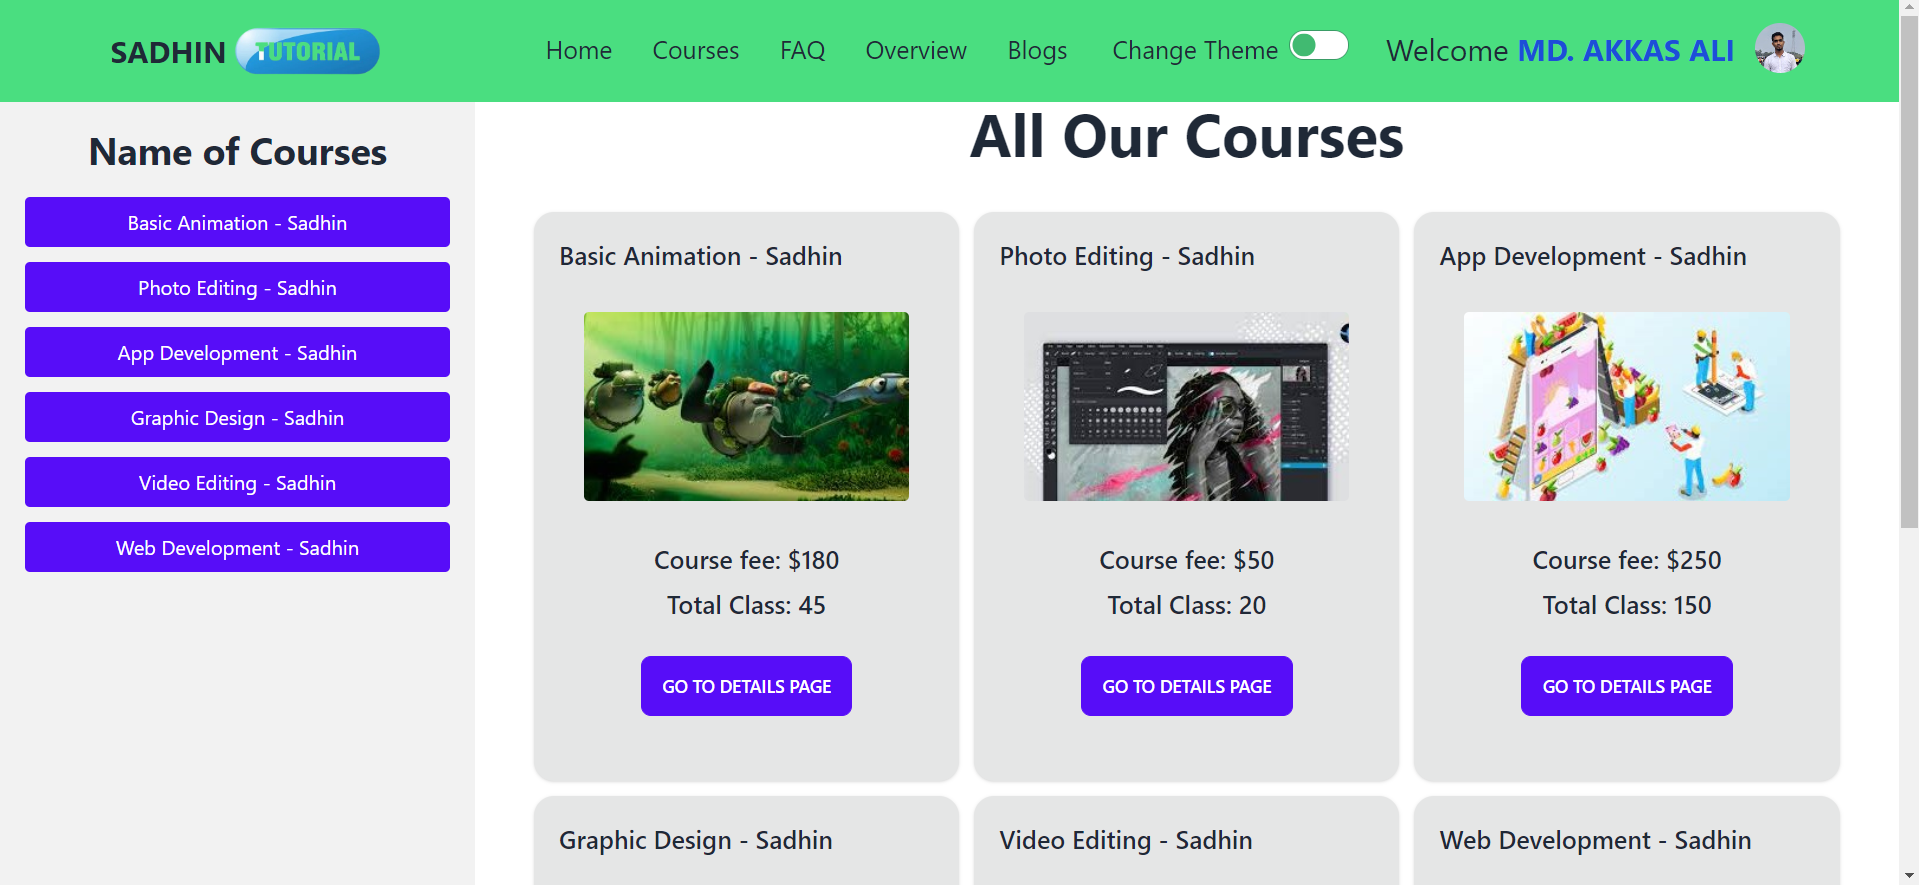 SADHIN TUTORIAL
Home Courses FAQ Overview Blogs Change Theme Welcome MD. AKKAS ALI
Name of Courses
Basic Animation - Sadhin
Photo Editing - Sadhin
App Development - Sadhin
Graphic Design - Sadhin
Video Editing - Sadhin
Web Development - Sadhin
All Our Courses
Basic Animation - Sadhin
Course fee: $180
Total Class: 45
GO TO DETAILS PAGE
Photo Editing - Sadhin
Course fee: $50
Total Class: 20
GO TO DETAILS PAGE
App Development - Sadhin
Course fee: $250
Total Class: 150
GO TO DETAILS PAGE
Graphic Design - Sadhin
Video Editing - Sadhin
Web Development - Sadhin